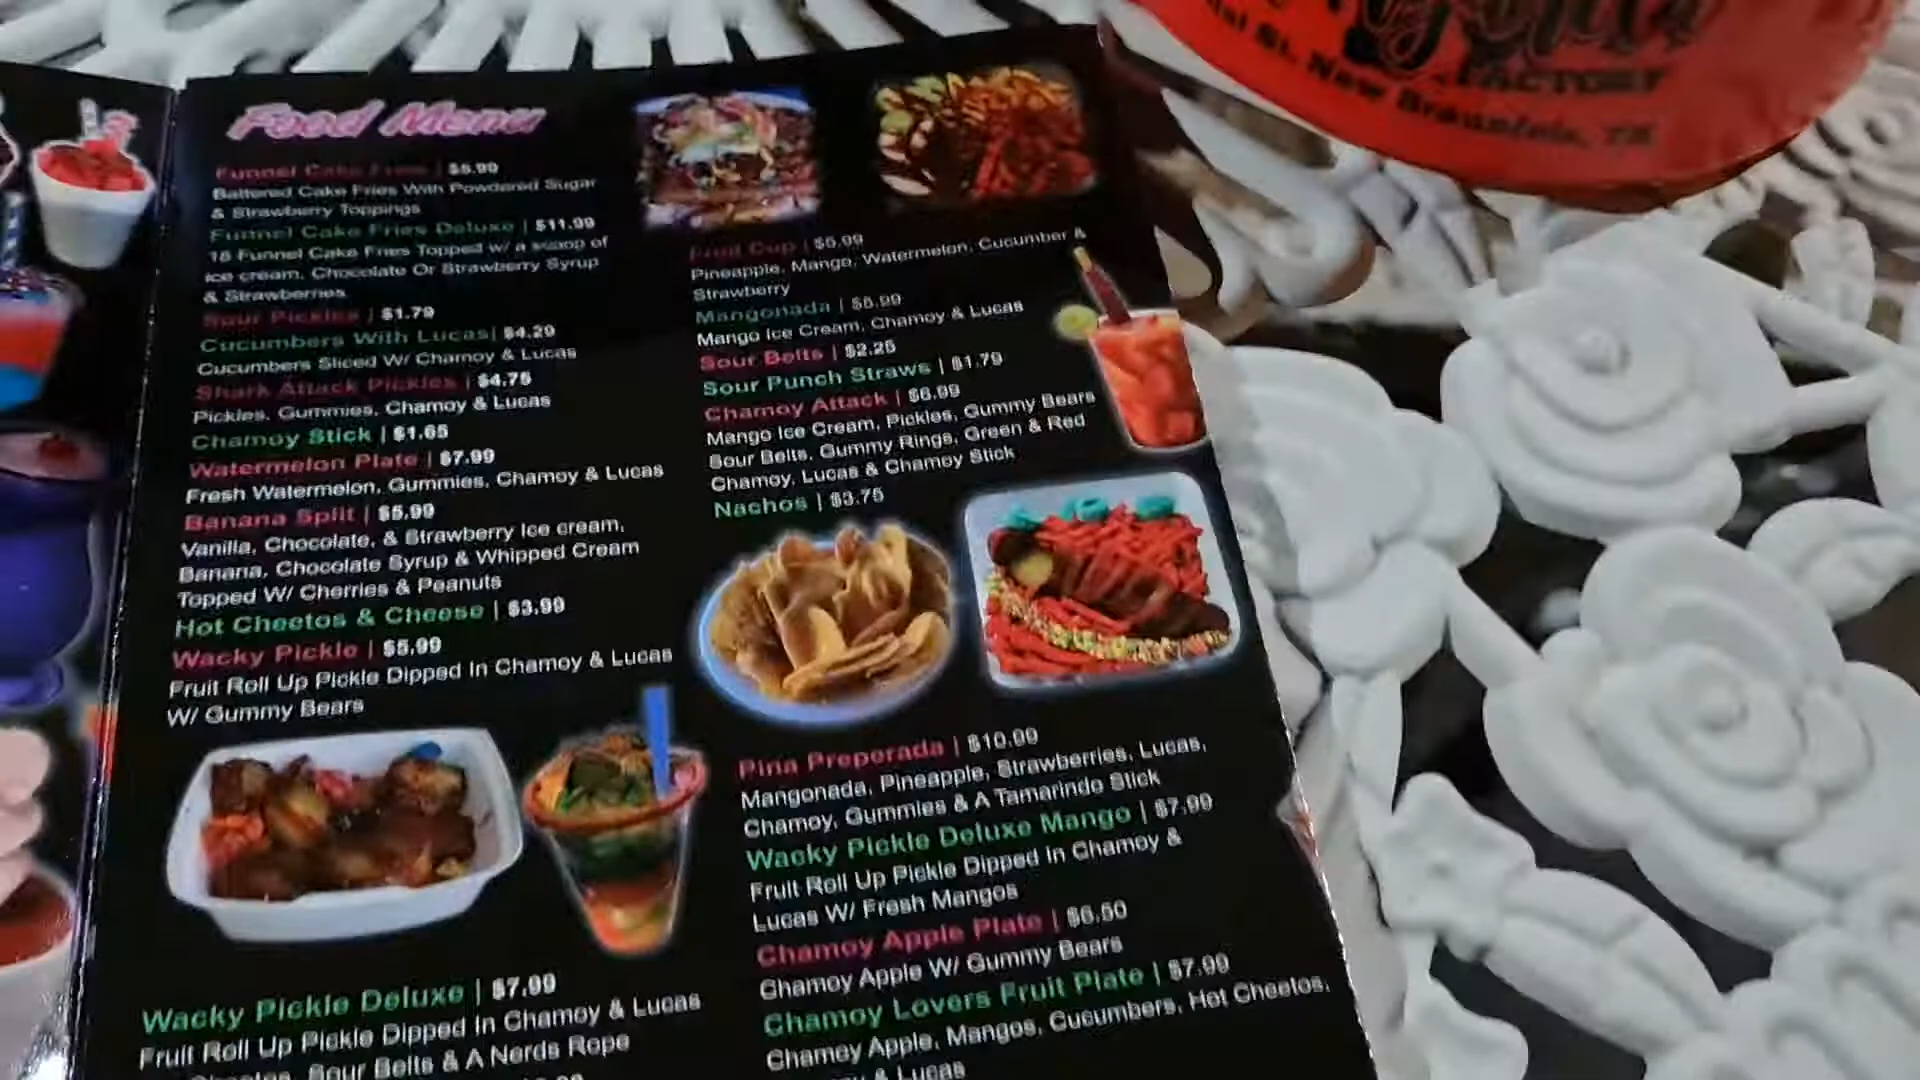 Food Menu
Funnel Cake Fries | $5.99
Battered Cake Fries With Powdered Sugar
& Strawberry Toppings
Funnel Cake Fries Deluxe | $11.99
18 Funnel Cake Fries Topped w/ a scoop of
ice cream, Chocolate Or Strawberry Syrup
& Strawberries
Sour Pickles | $1.79
Cucumbers With Lucas| $4.29
Cucumbers Sliced W/ Chamoy & Lucas
Shark Attack Pickles | $4.75
Pickles, Gummies, Chamoy & Lucas
Chamoy Stick | $1.65
Watermelon Plate | $7.99
Fresh Watermelon, Gummies, Chamoy & Lucas
Banana Split | $5.99
Vanilla, Chocolate, & Strawberry Ice cream,
Banana, Chocolate Syrup & Whipped Cream
Topped W/ Cherries & Peanuts
Hot Cheetos & Cheese | $3.99
Wacky Pickle | $5.99
Fruit Roll Up Pickle Dipped In Chamoy & Lucas
W/ Gummy Bears
Wacky Pickle Deluxe | $7.99
Fruit Roll Up Pickle Dipped In Chamoy & Lucas
Sour Belts & A Nerds Rope
Fruit Cup | $5.99
Pineapple, Mango, Watermelon, Cucumber &
Strawberry
Mangonada | $5.99
Mango Ice Cream, Chamoy & Lucas
Sour Belts | $2.25
Sour Punch Straws | $1.79
Chamoy Attack | $6.99
Mango Ice Cream, Pickles, Gummy Bears
Sour Belts, Gummy Rings, Green & Red
Chamoy, Lucas & Chamoy Stick
Nachos | $3.75
Pina Preperada | $10.99
Mangonada, Pineapple, Strawberries, Lucas,
Chamoy, Gummies & A Tamarindo Stick
Wacky Pickle Deluxe Mango | $7.99
Fruit Roll Up Pickle Dipped In Chamoy &
Lucas W/ Fresh Mangos
Chamoy Apple Plate | $6.50
Chamoy Apple W/ Gummy Bears
Chamoy Lovers Fruit Plate | $7.99
Chamoy Apple, Mangos, Cucumbers, Hot Cheetos,
& Lucas
FACTORY
St. New Braunfels, TX